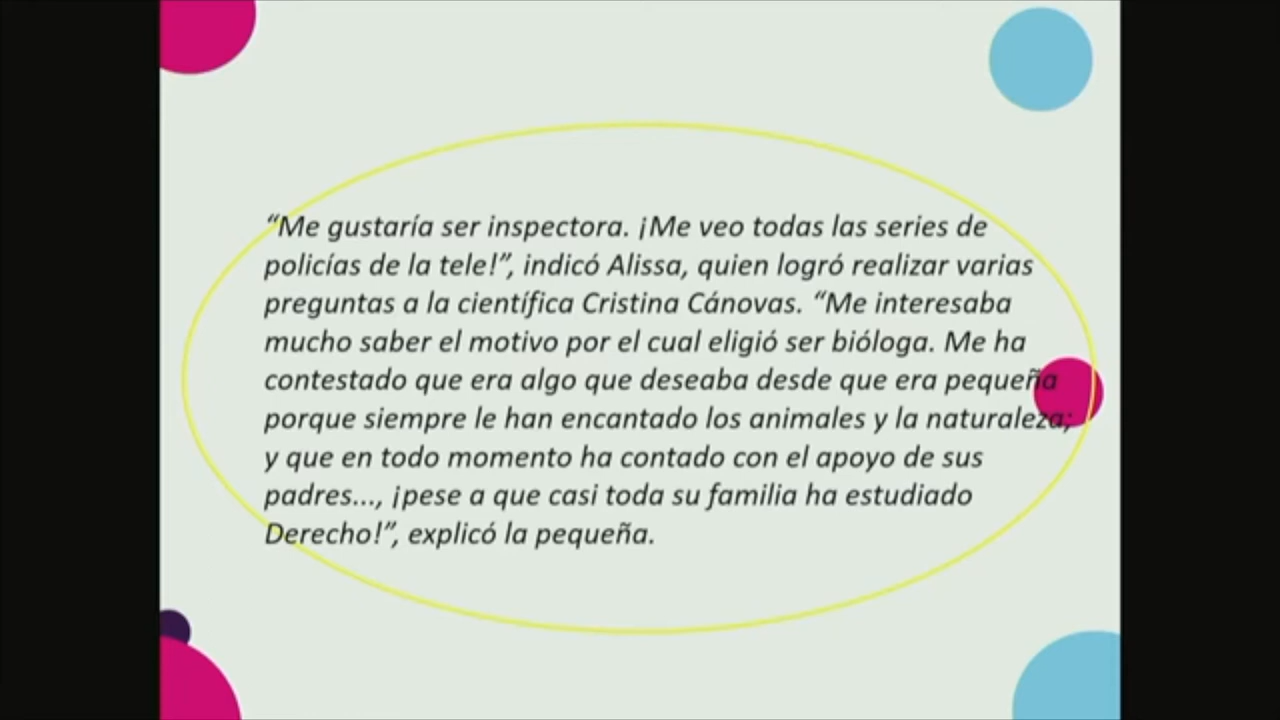 “Me gustaría ser inspectora. ¡Me veo todas las series de
policías de la tele!”, indicó Alissa, quien logró realizar varias
preguntas a la científica Cristina Cánovas. “Me interesaba
mucho saber el motivo por el cual eligió ser bióloga. Me ha
contestado que era algo que deseaba desde que era pequeña
porque siempre le han encantado los animales y la naturaleza;
y que en todo momento ha contado con el apoyo de sus
padres..., ¡pese a que casi toda su familia ha estudiado
Derecho!”, explicó la pequeña.